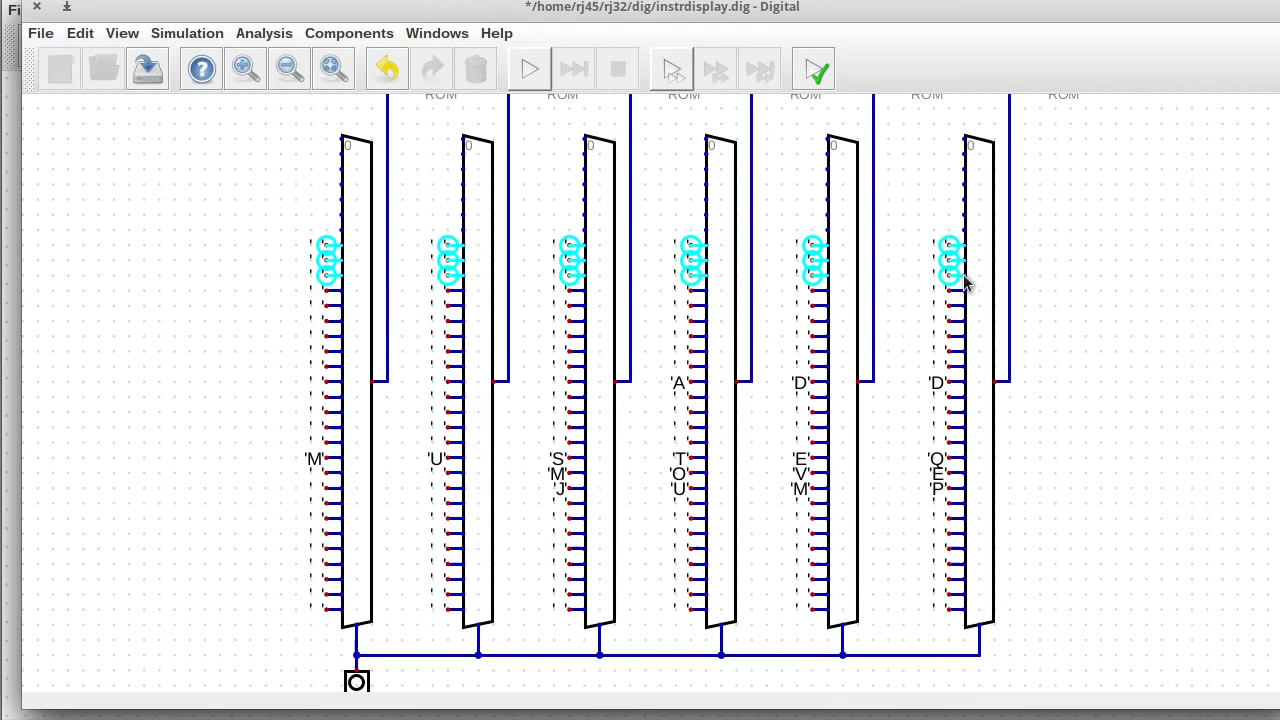 */home/rj45/rj32/dig/instrdisplay.dig - Digital
Fi
File Edit View Simulation Analysis Components Windows Help
ROM ROM ROM ROM ROM ROM
0 0 0 0 0 0
'A' 'D' 'D'
'M' 'U' 'S' 'T' 'E' 'Q'
'M' 'O' 'V' 'E'
'J' 'U' 'M' 'P'